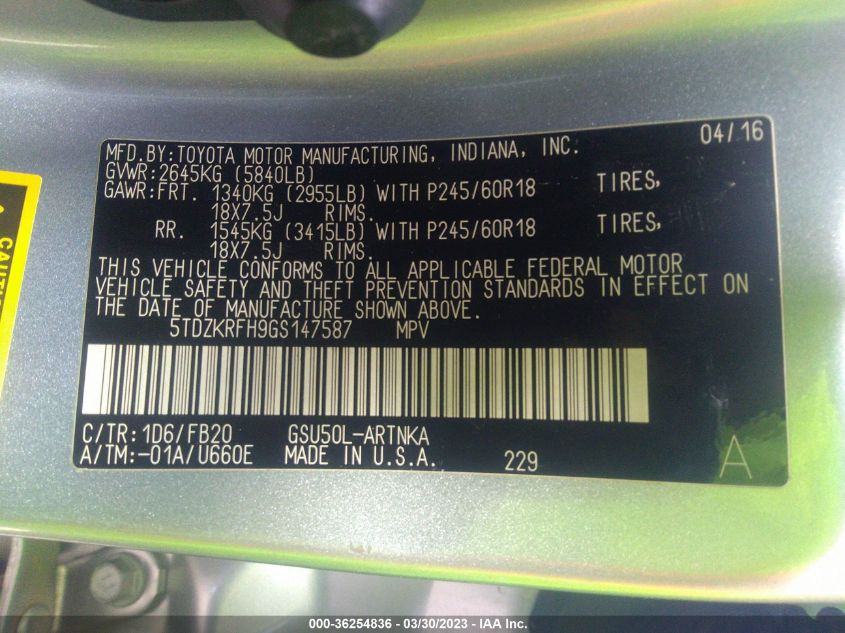 04/16
MFD.BY:TOYOTA MOTOR MANUFACTURING, INDIANA, INC.
GVWR:2645KG (5840LB)
GAWR:FRT. 1340KG (2955LB) WITH P245/60R18 TIRES,
18X7.5J RIMS.
RR. 1545KG (3415LB) WITH P245/60R18 TIRES,
18X7.5J RIMS.
THIS VEHICLE CONFORMS TO ALL APPLICABLE FEDERAL MOTOR
VEHICLE SAFETY AND THEFT PREVENTION STANDARDS IN EFFECT ON
THE DATE OF MANUFACTURE SHOWN ABOVE.
5TDZKRFH9GS147587 MPV
C/TR:1D6/FB20 GSU50L-ARTNKA
A/TM:-01A/U660E MADE IN U.S.A. 229 A
000-36254836 - 03/30/2023 - IAA Inc.